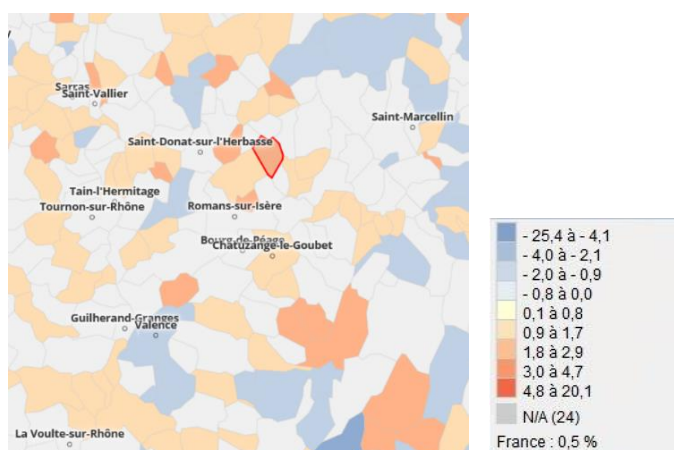 Sarras
Saint-Vallier
Saint-Marcellin
Saint-Donat-sur-l'Herbasse
Tain-l'Hermitage
Tournon-sur-Rhône
Romans-sur-Isère
Bourg-de-Péage
Chatuzange-le-Goubet
Guilherand-Granges
Valence
La Voulte-sur-Rhône
- 25,4 à - 4,1
- 4,0 à - 2,1
- 2,0 à - 0,9
- 0,8 à 0,0
0,1 à 0,8
0,9 à 1,7
1,8 à 2,9
3,0 à 4,7
4,8 à 20,1
N/A (24)
France : 0,5 %